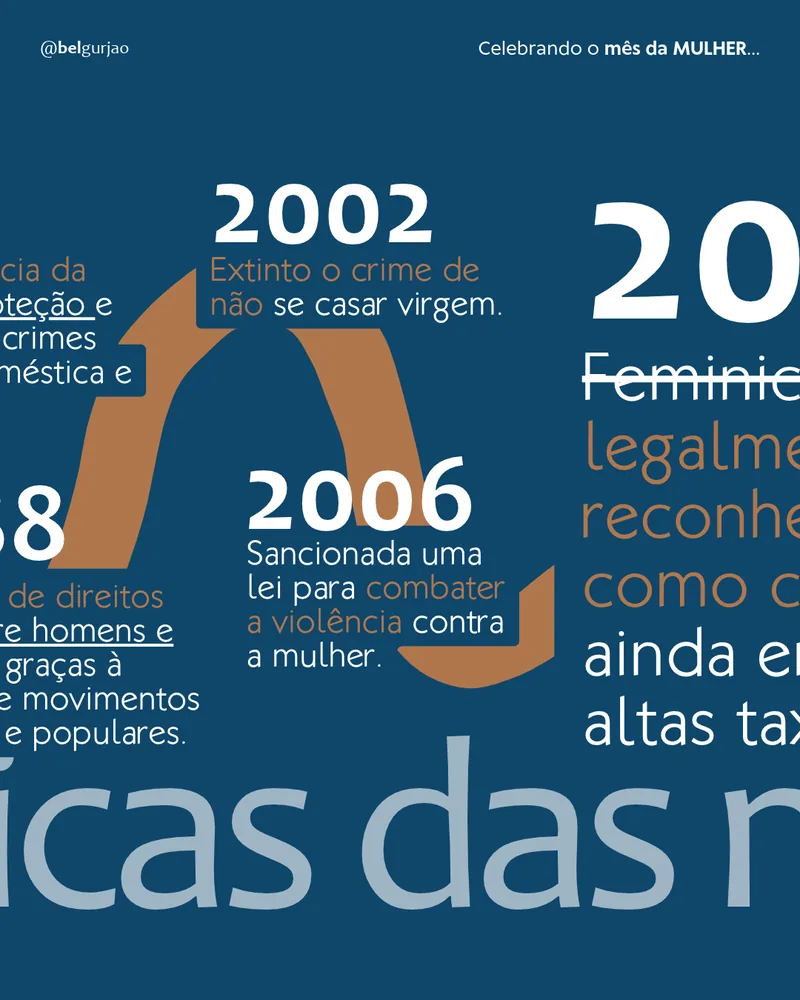 @belgurjao
Celebrando o mês da MULHER...
cia da
oteção e
crimes
méstica e
2002
Extinto o crime de
não se casar virgem.
20
Feminic
legalme
reconhe
como c
ainda e
altas tax
8
de direitos
re homens e
graças à
e movimentos
e populares.
2006
Sancionada uma
lei para combater
a violência contra
a mulher.
icas das